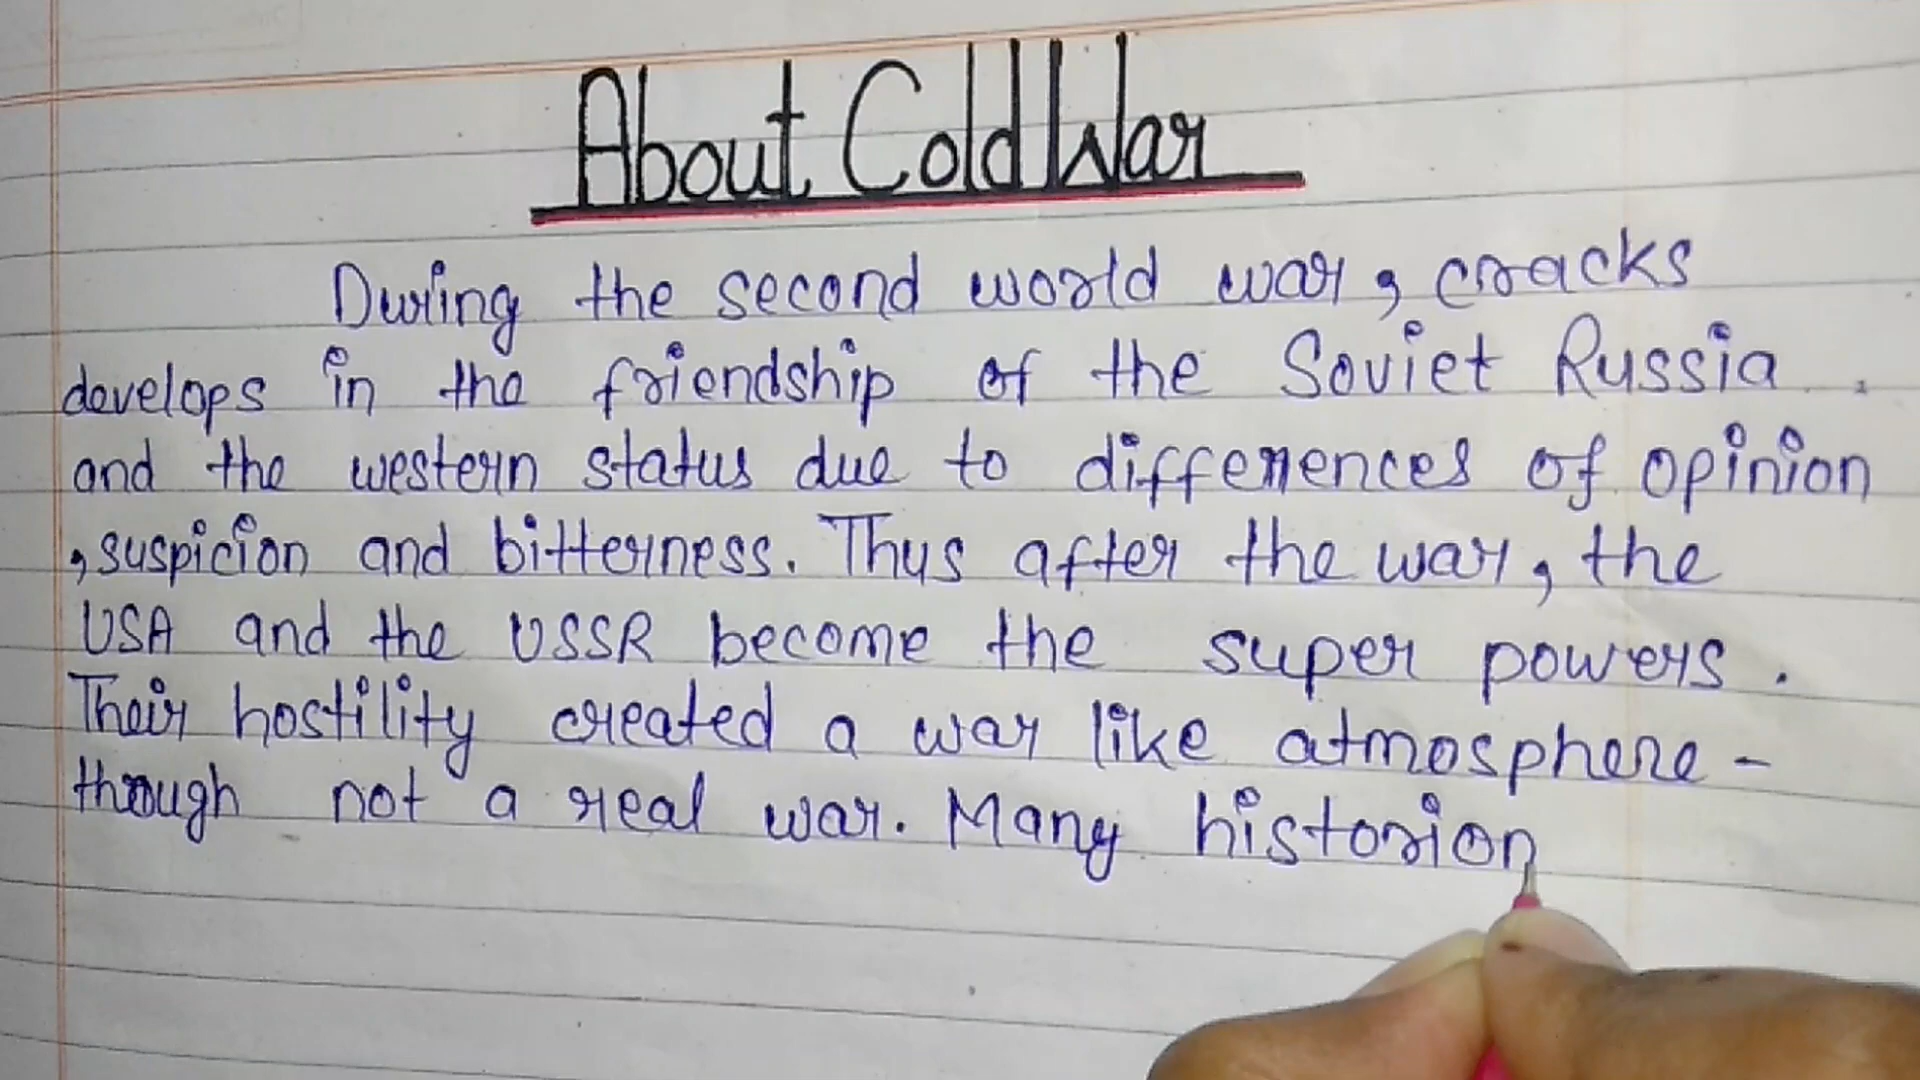 About Cold War
During the second world war, cracks
develops in the friendship of the Soviet Russia
and the western status due to differences of opinion
, suspicion and bitterness. Thus after the war, the
USA and the USSR become the super powers.
Their hostility created a war like atmosphere -
through not a real war. Many historion